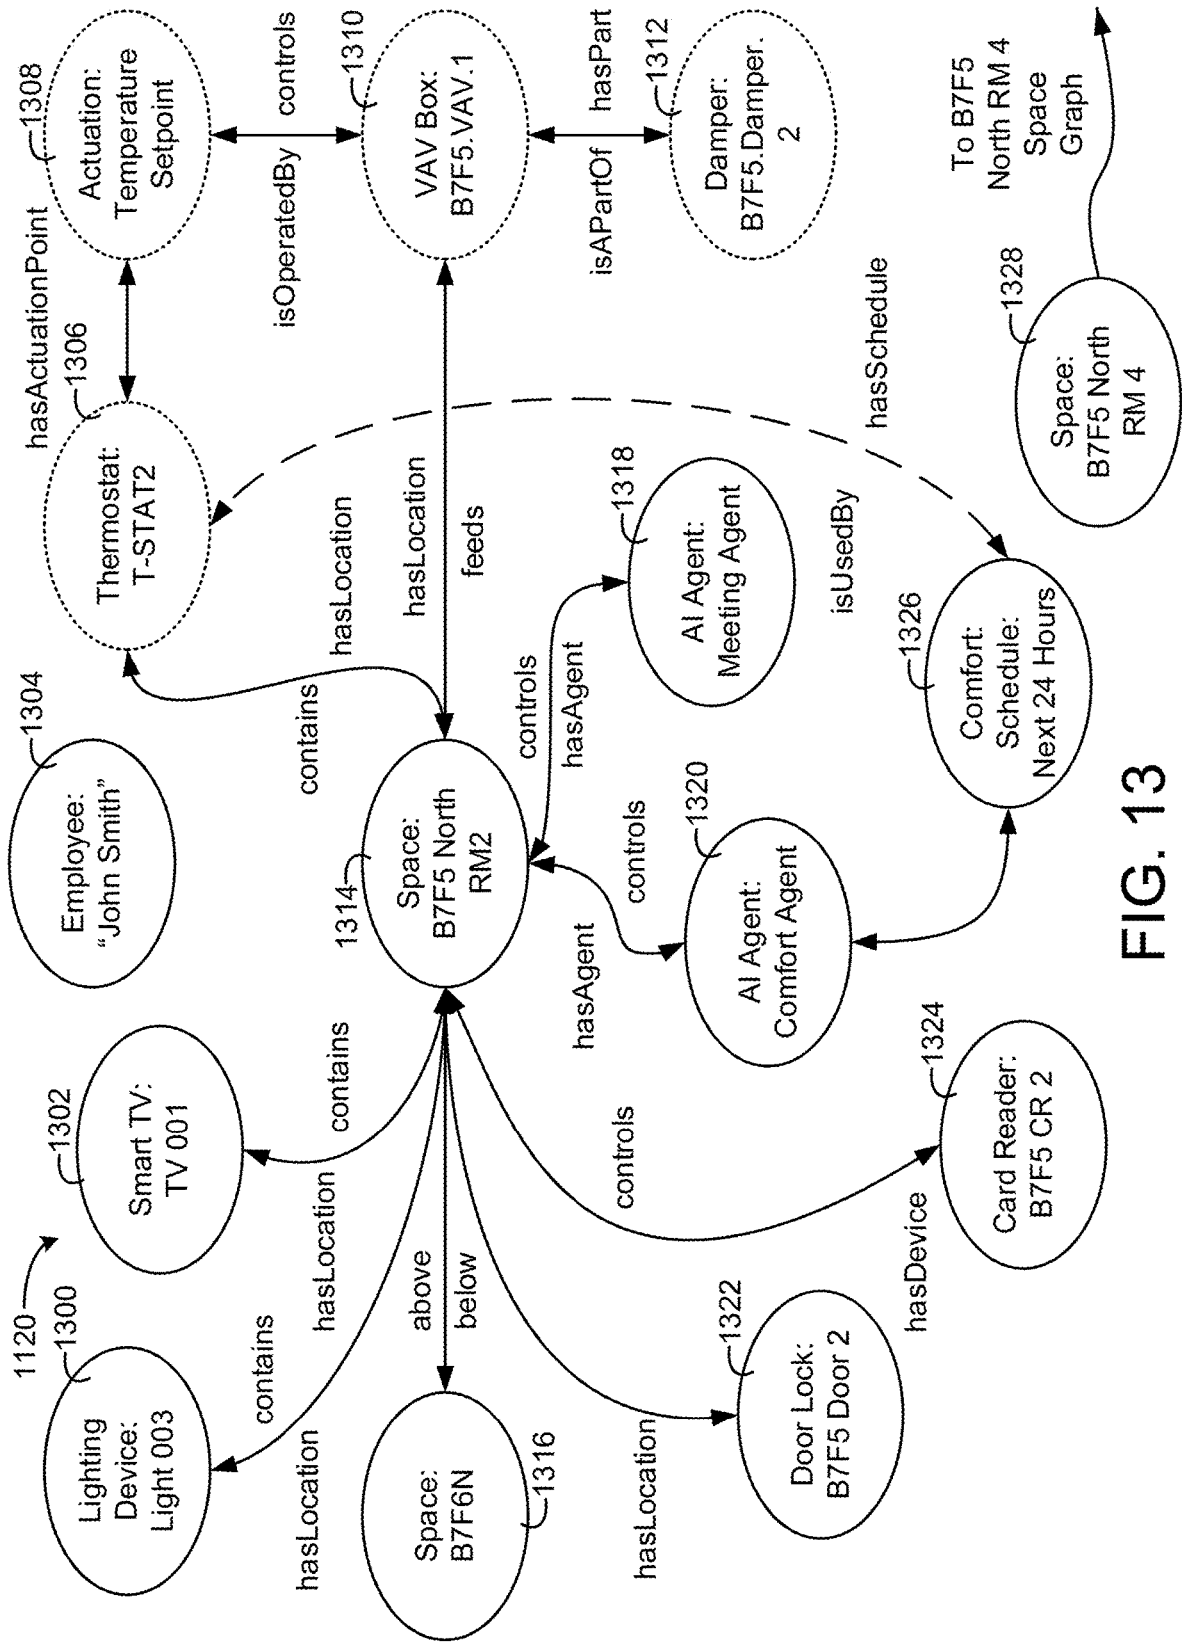 1120
1300
Lighting
Device:
Light 003
1302
Smart TV:
TV 001
Employee:
“John Smith”
1304
Thermostat:
T-STAT2
1306
hasActuationPoint
Actuation:
Temperature
Setpoint
1308
hasLocation
contains
hasLocation
contains
contains
hasLocation
isOperatedBy
controls
Space:
B7F6N
1316
above
below
1314
Space:
B7F5 North
RM2
hasLocation
feeds
VAV Box:
B7F5.VAV.1
1310
hasLocation
hasAgent
controls
controls
hasAgent
isAPartOf
hasPart
Door Lock:
B7F5 Door 2
1322
controls
hasDevice
AI Agent:
Comfort Agent
1320
AI Agent:
Meeting Agent
1318
Damper:
B7F5.Damper.
2
1312
isUsedBy
hasSchedule
Card Reader:
B7F5 CR 2
1324
Comfort:
Schedule:
Next 24 Hours
1326
Space:
B7F5 North
RM 4
1328
To B7F5
North RM 4
Space
Graph
FIG. 13